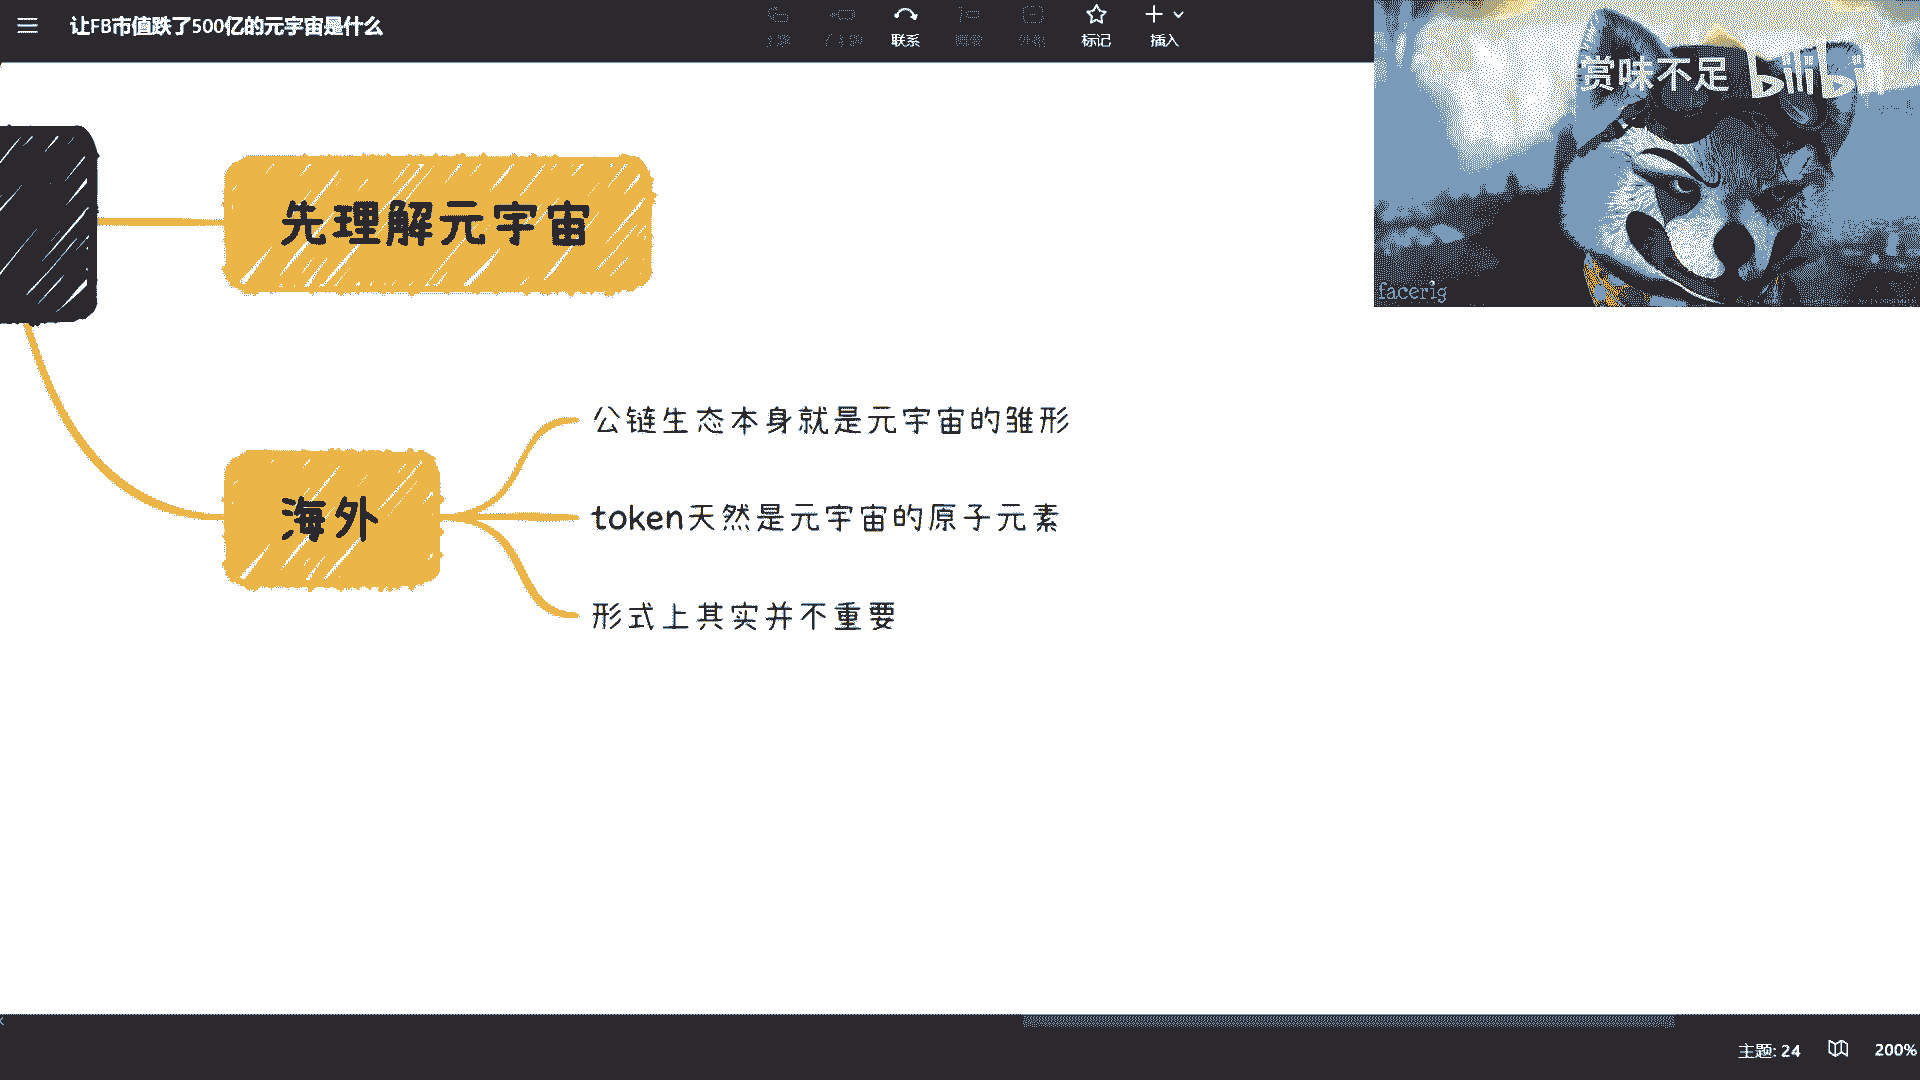 让FB市值跌了500亿的元宇宙是什么
联系
标记
插入
赏味不足 bilibili
facerig
先理解元宇宙
海外
公链生态本身就是元宇宙的雏形
token天然是元宇宙的原子元素
形式上其实并不重要
主题: 24
200%